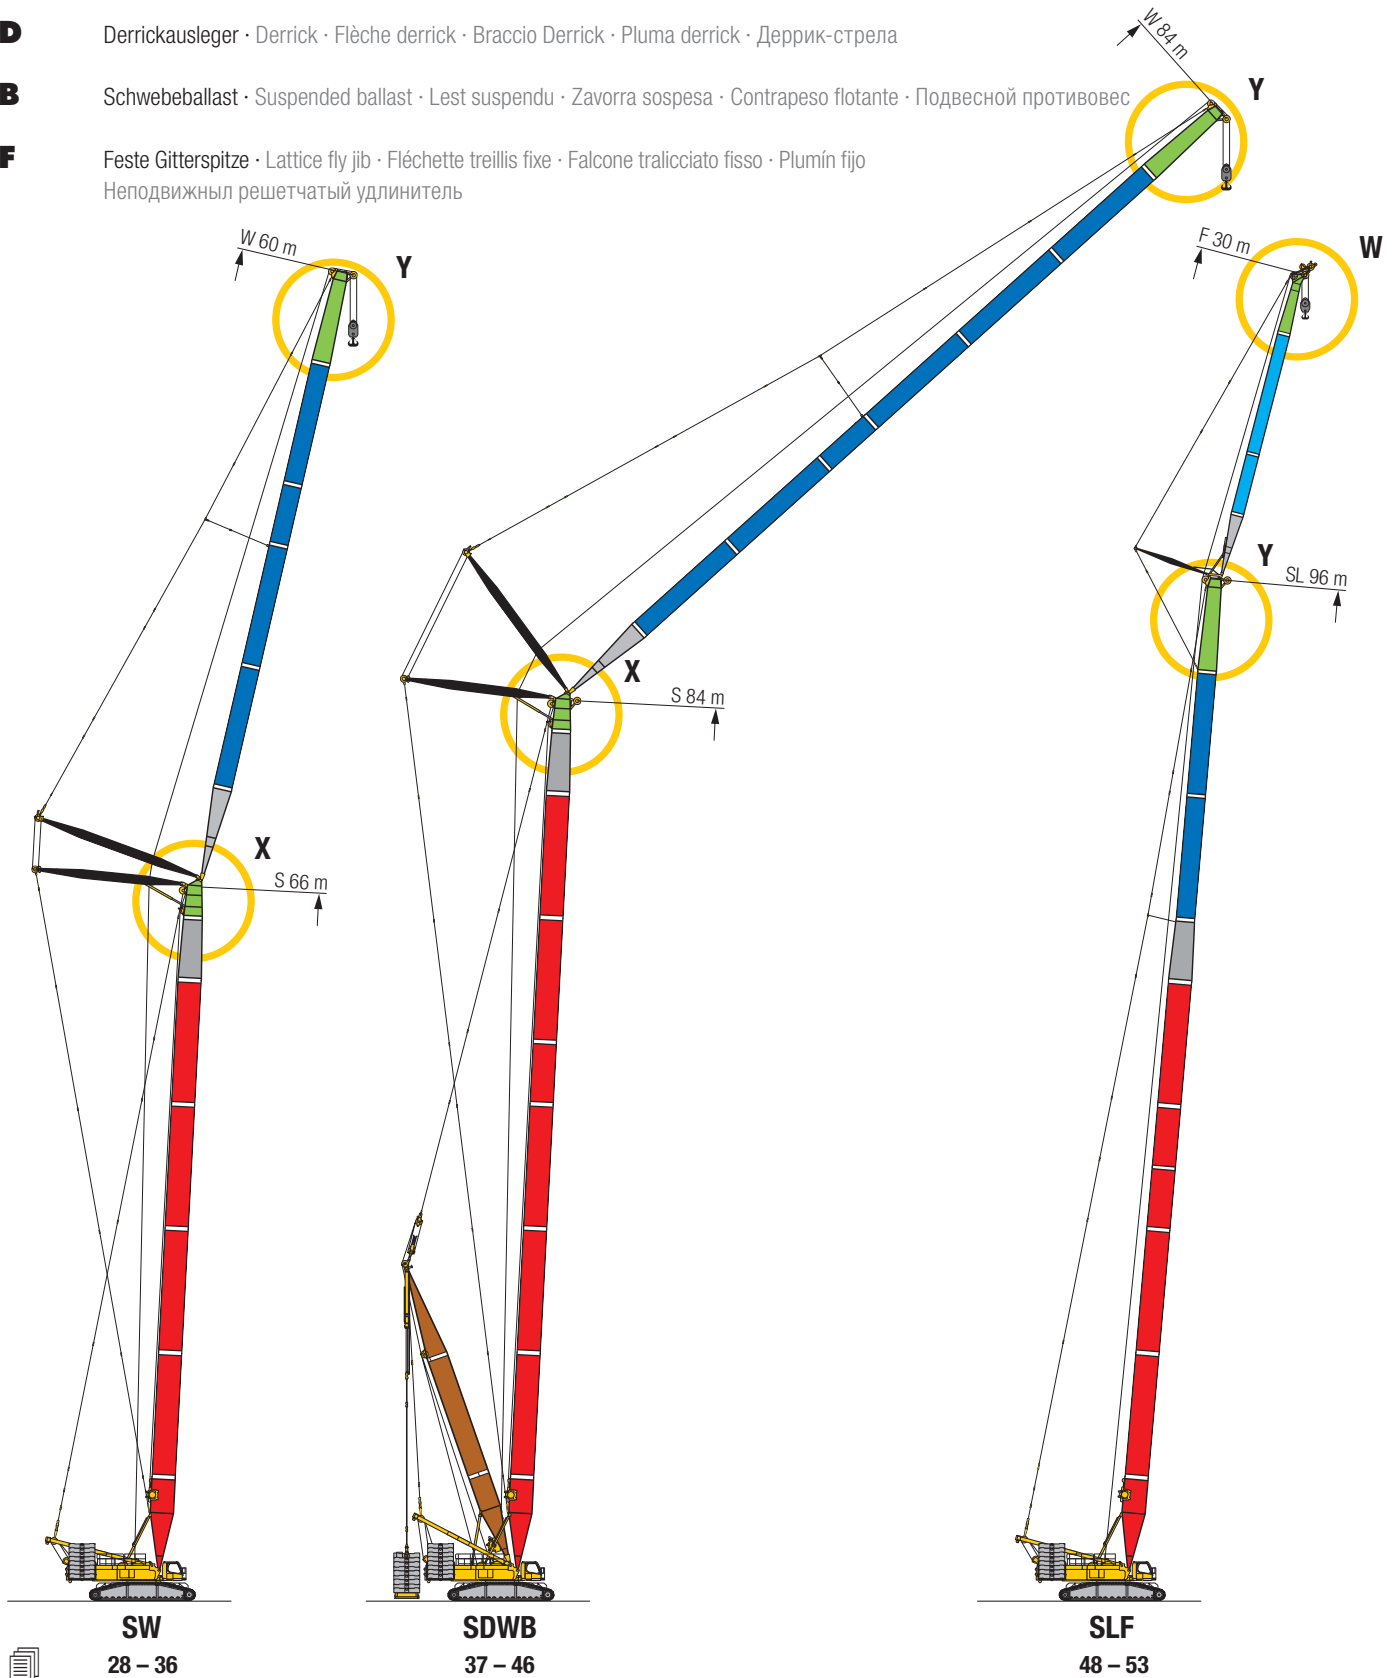 D Derrickausleger · Derrick · Flèche derrick · Braccio Derrick · Pluma derrick · Деррик-стрела
B Schwebeballast · Suspended ballast · Lest suspendu · Zavorra sospesa · Contrapeso flotante · Подвесной противовес
F Feste Gitterspitze · Lattice fly jib · Fléchette treillis fixe · Falcone tralicciato fisso · Plumín fijo
Неподвижныл решетчатый удлинитель
W 84 m
Y
W 60 m
Y
F 30 m
W
Y
SL 96 m
X
S 84 m
X
S 66 m
SW
28 – 36
SDWB
37 – 46
SLF
48 – 53